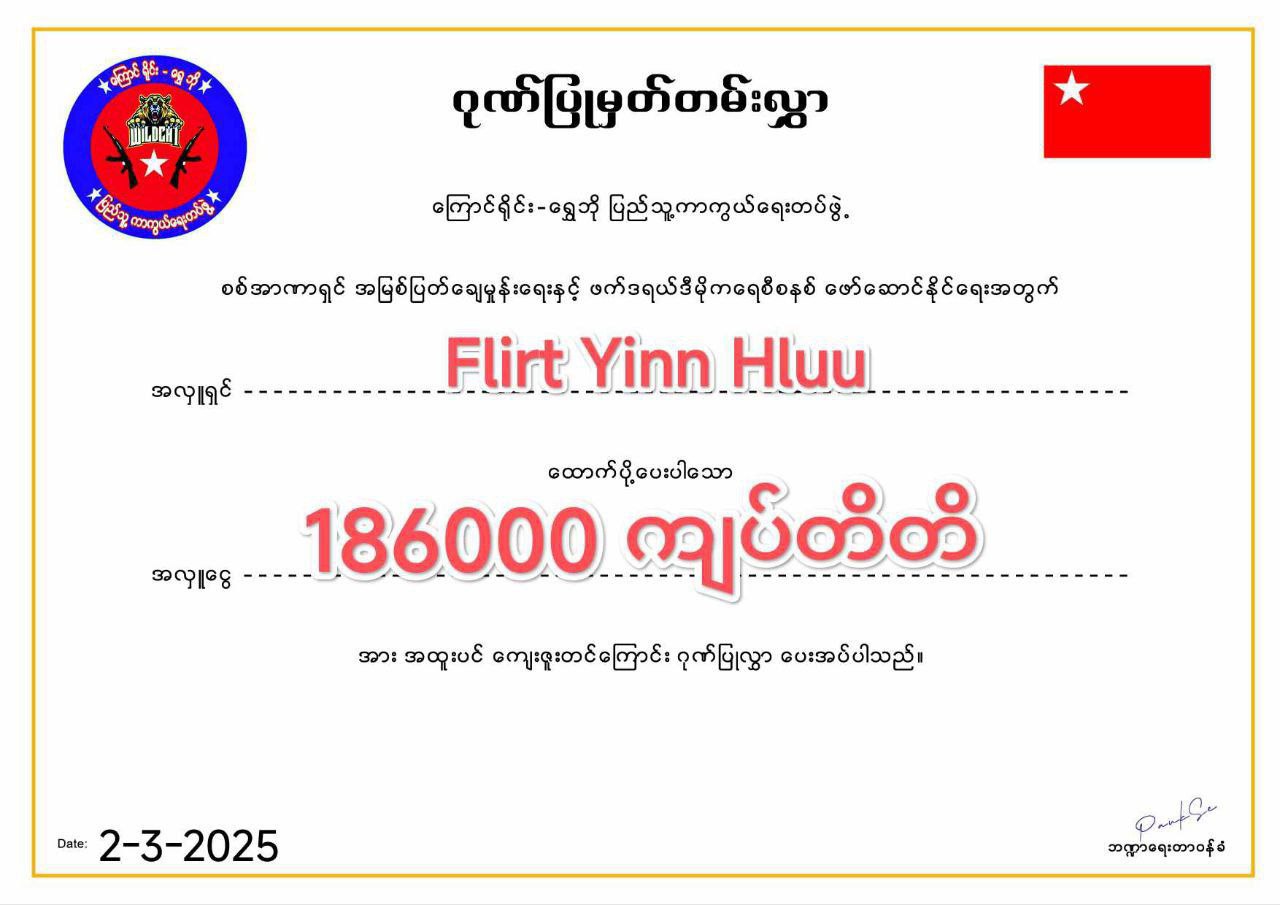 ကြောင်ရိုင်း - ရွှေဘို
WILDCAT
ပြည်သူ့ကာကွယ်ရေးတပ်ဖွဲ့
ဂုဏ်ပြုမှတ်တမ်းလွှာ
ကြောင်ရိုင်း-ရွှေဘို ပြည်သူ့ကာကွယ်ရေးတပ်ဖွဲ့
စစ်အာဏာရှင် အမြစ်ပြတ်ချေမှုန်းရေးနှင့် ဖက်ဒရယ်ဒီမိုကရေစီစနစ် ဖော်ဆောင်နိုင်ရေးအတွက်
အလှူရှင် Flirt Yinn Hluu
ထောက်ပို့ပေးပါသော
အလှူငွေ 186000 ကျပ်တိတိ
အား အထူးပင် ကျေးဇူးတင်ကြောင်း ဂုဏ်ပြုလွှာ ပေးအပ်ပါသည်။
Date: 2-3-2025
ဘဏ္ဍာရေးတာဝန်ခံ